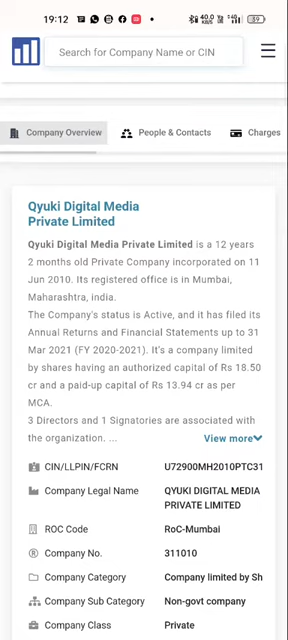 19:12
40.0
KB/S
39
Search for Company Name or CIN
Company Overview
People & Contacts
Charges
Qyuki Digital Media
Private Limited
Qyuki Digital Media Private Limited is a 12 years
2 months old Private Company incorporated on 11
Jun 2010. Its registered office is in Mumbai,
Maharashtra, india.
The Company's status is Active, and it has filed its
Annual Returns and Financial Statements up to 31
Mar 2021 (FY 2020-2021). It's a company limited
by shares having an authorized capital of Rs 18.50
cr and a paid-up capital of Rs 13.94 cr as per
MCA.
3 Directors and 1 Signatories are associated with
the organization. ... View more
CIN/LLPIN/FCRN U72900MH2010PTC31
Company Legal Name QYUKI DIGITAL MEDIA
PRIVATE LIMITED
ROC Code RoC-Mumbai
Company No. 311010
Company Category Company limited by Sh
Company Sub Category Non-govt company
Company Class Private